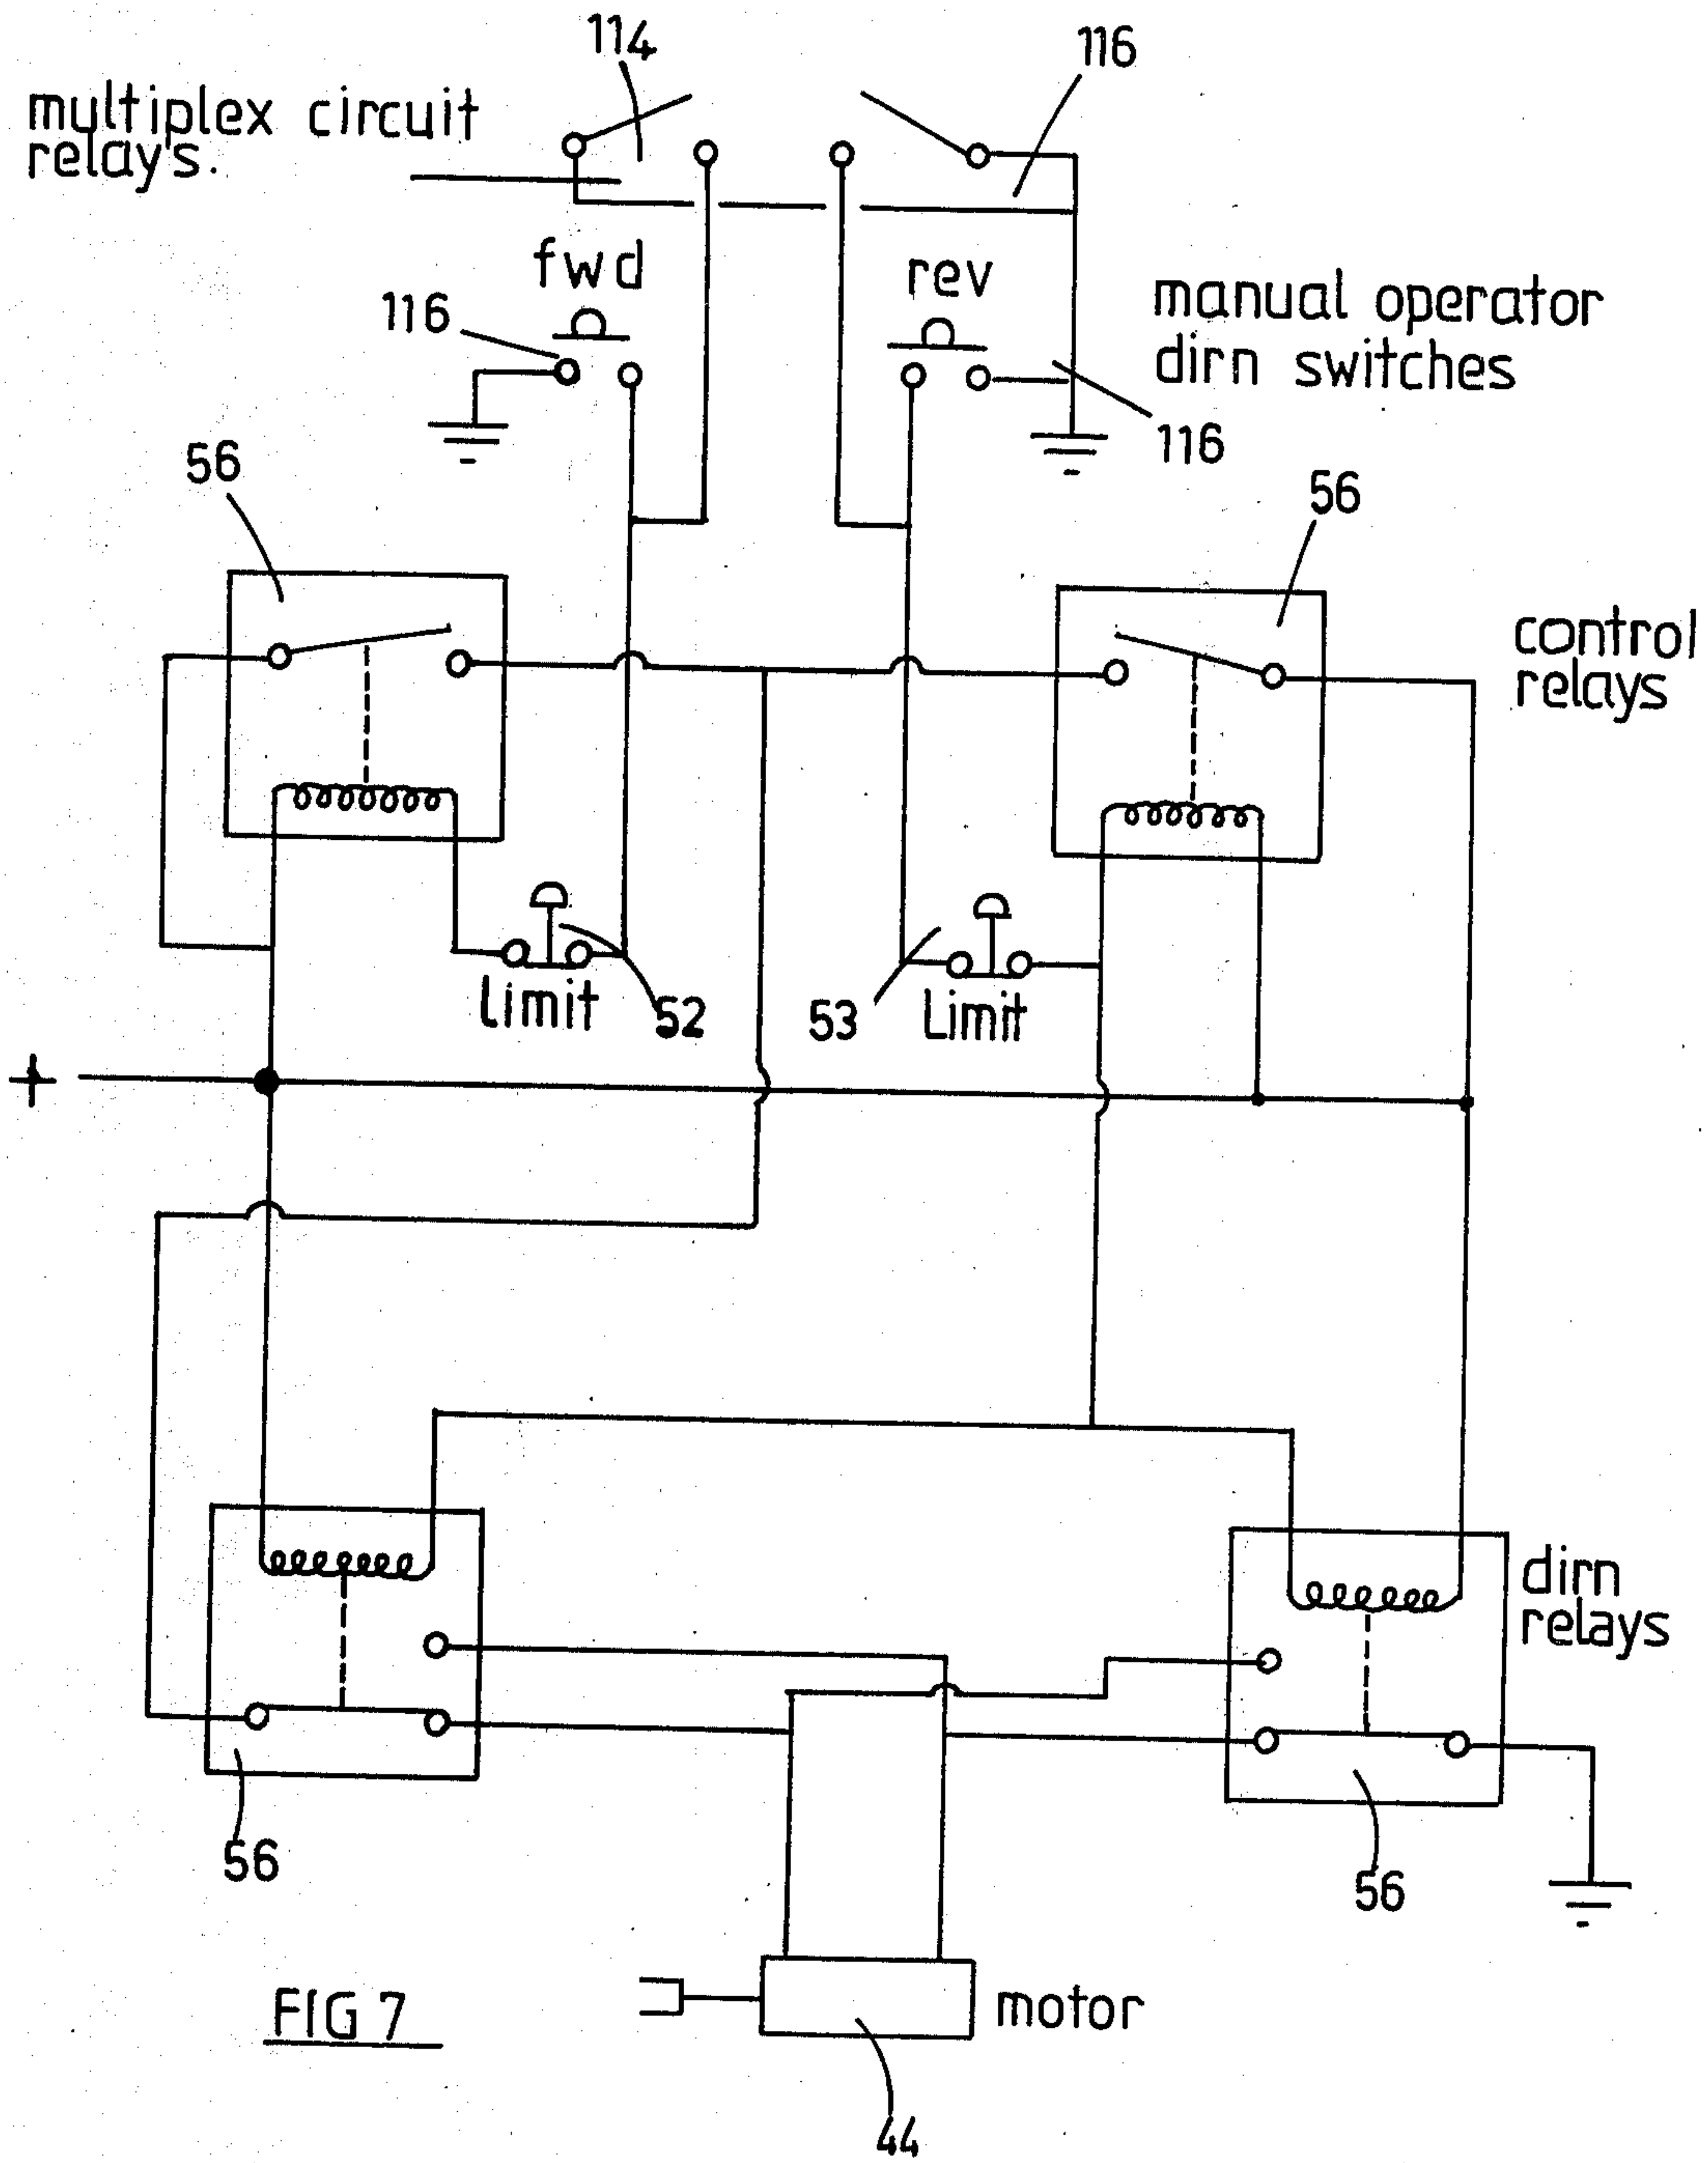 114
116
multiplex circuit
relay's.
fwd
rev
116
manual operator
dirn switches
116
56
56
control
relays
Limit
52
53
Limit
+
dirn
relays
56
56
motor
FIG 7
44